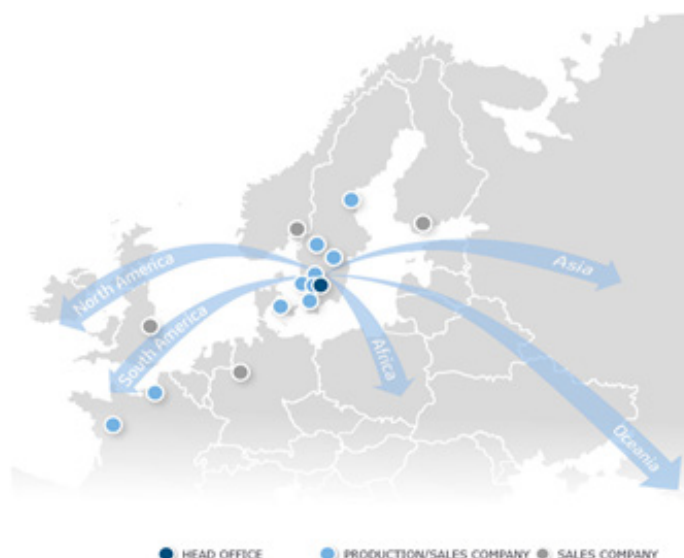 Asia
North America
South America
Africa
Oceania
HEAD OFFICE
PRODUCTION/SALES COMPANY
SALES COMPANY